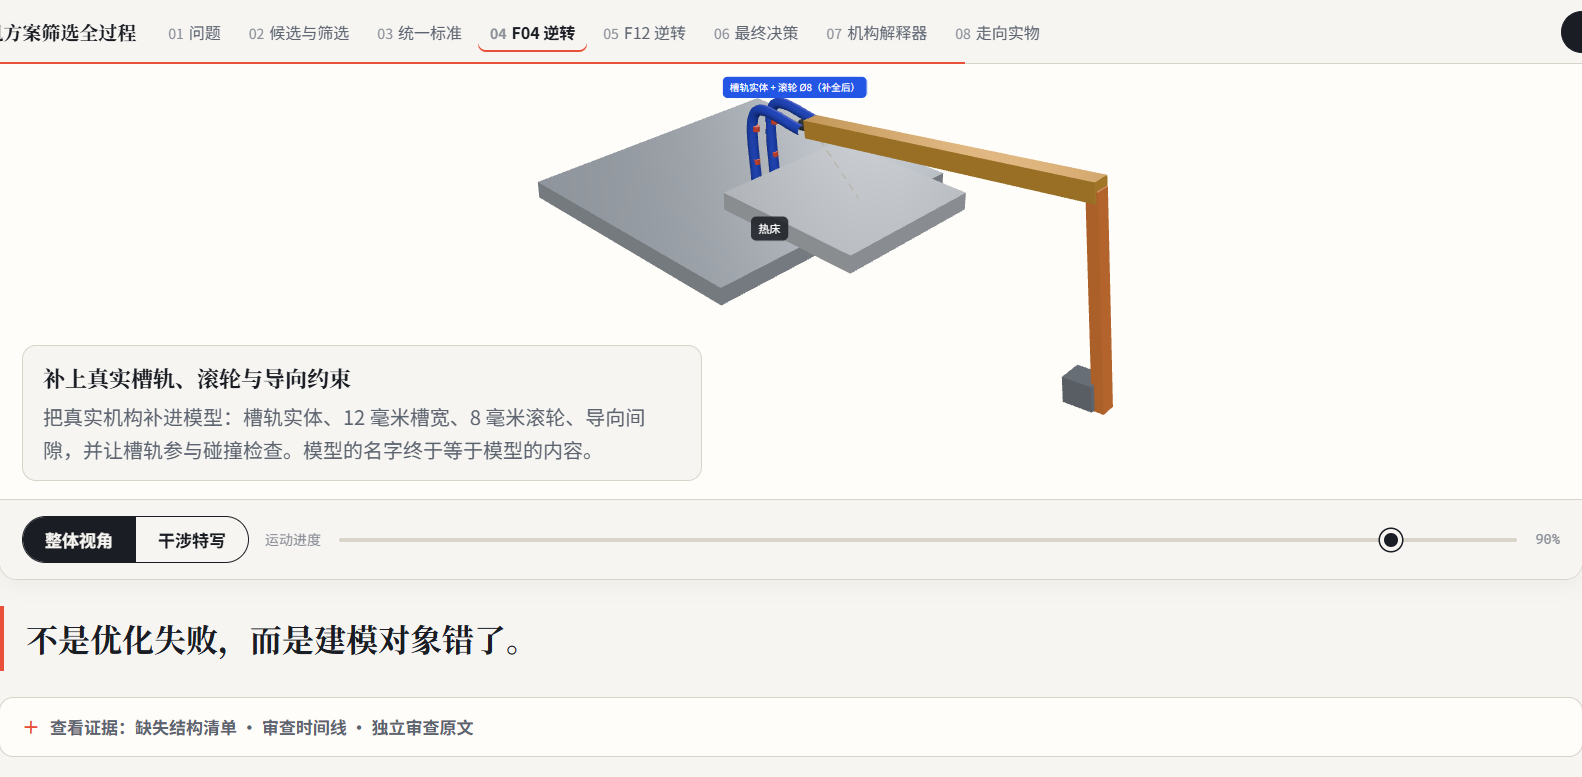 方案筛选全过程
01 问题
02 候选与筛选
03 统一标准
04 F04 逆转
05 F12 逆转
06 最终决策
07 机构解释器
08 走向实物
槽轨实体 + 滚轮 Ø8（补全后）
热床
补上真实槽轨、滚轮与导向约束
把真实机构补进模型：槽轨实体、12 毫米槽宽、8 毫米滚轮、导向间
隙，并让槽轨参与碰撞检查。模型的名字终于等于模型的内容。
整体视角
干涉特写
运动进度
90%
不是优化失败，而是建模对象错了。
+ 查看证据：缺失结构清单 · 审查时间线 · 独立审查原文